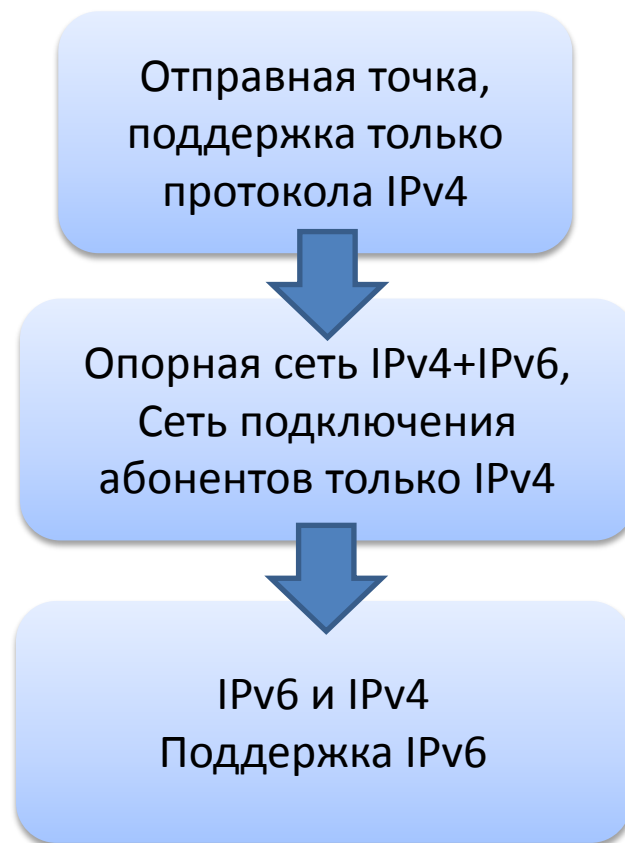 Отправная точка,
поддержка только
протокола IPv4
Опорная сеть IPv4+IPv6,
Сеть подключения
абонентов только IPv4
IPv6 и IPv4
Поддержка IPv6